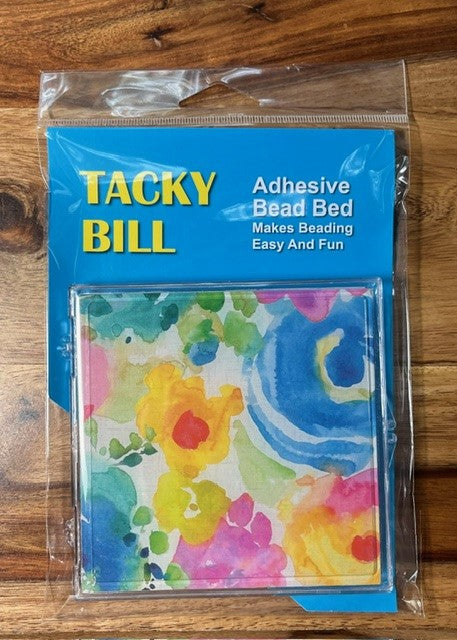 TACKY
BILL
Adhesive
Bead Bed
Makes Beading
Easy And Fun